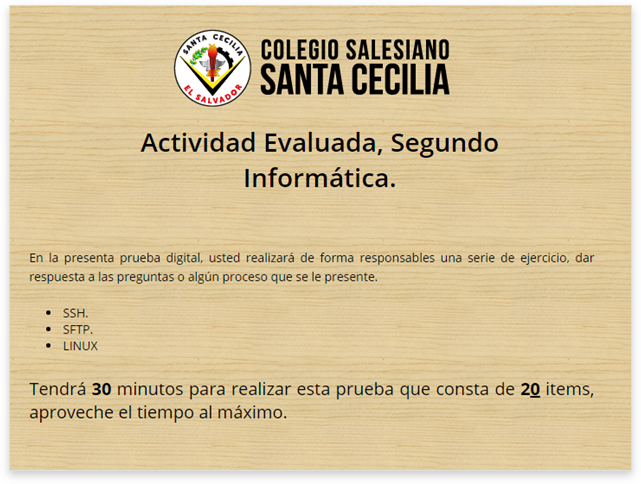 SANTA CECILIA
EL SALVADOR
COLEGIO SALESIANO
SANTA CECILIA
Actividad Evaluada, Segundo
Informática.
En la presenta prueba digital, usted realizará de forma responsables una serie de ejercicio, dar
respuesta a las preguntas o algún proceso que se le presente.
• SSH.
• SFTP.
• LINUX
Tendrá 30 minutos para realizar esta prueba que consta de 20 items,
aproveche el tiempo al máximo.